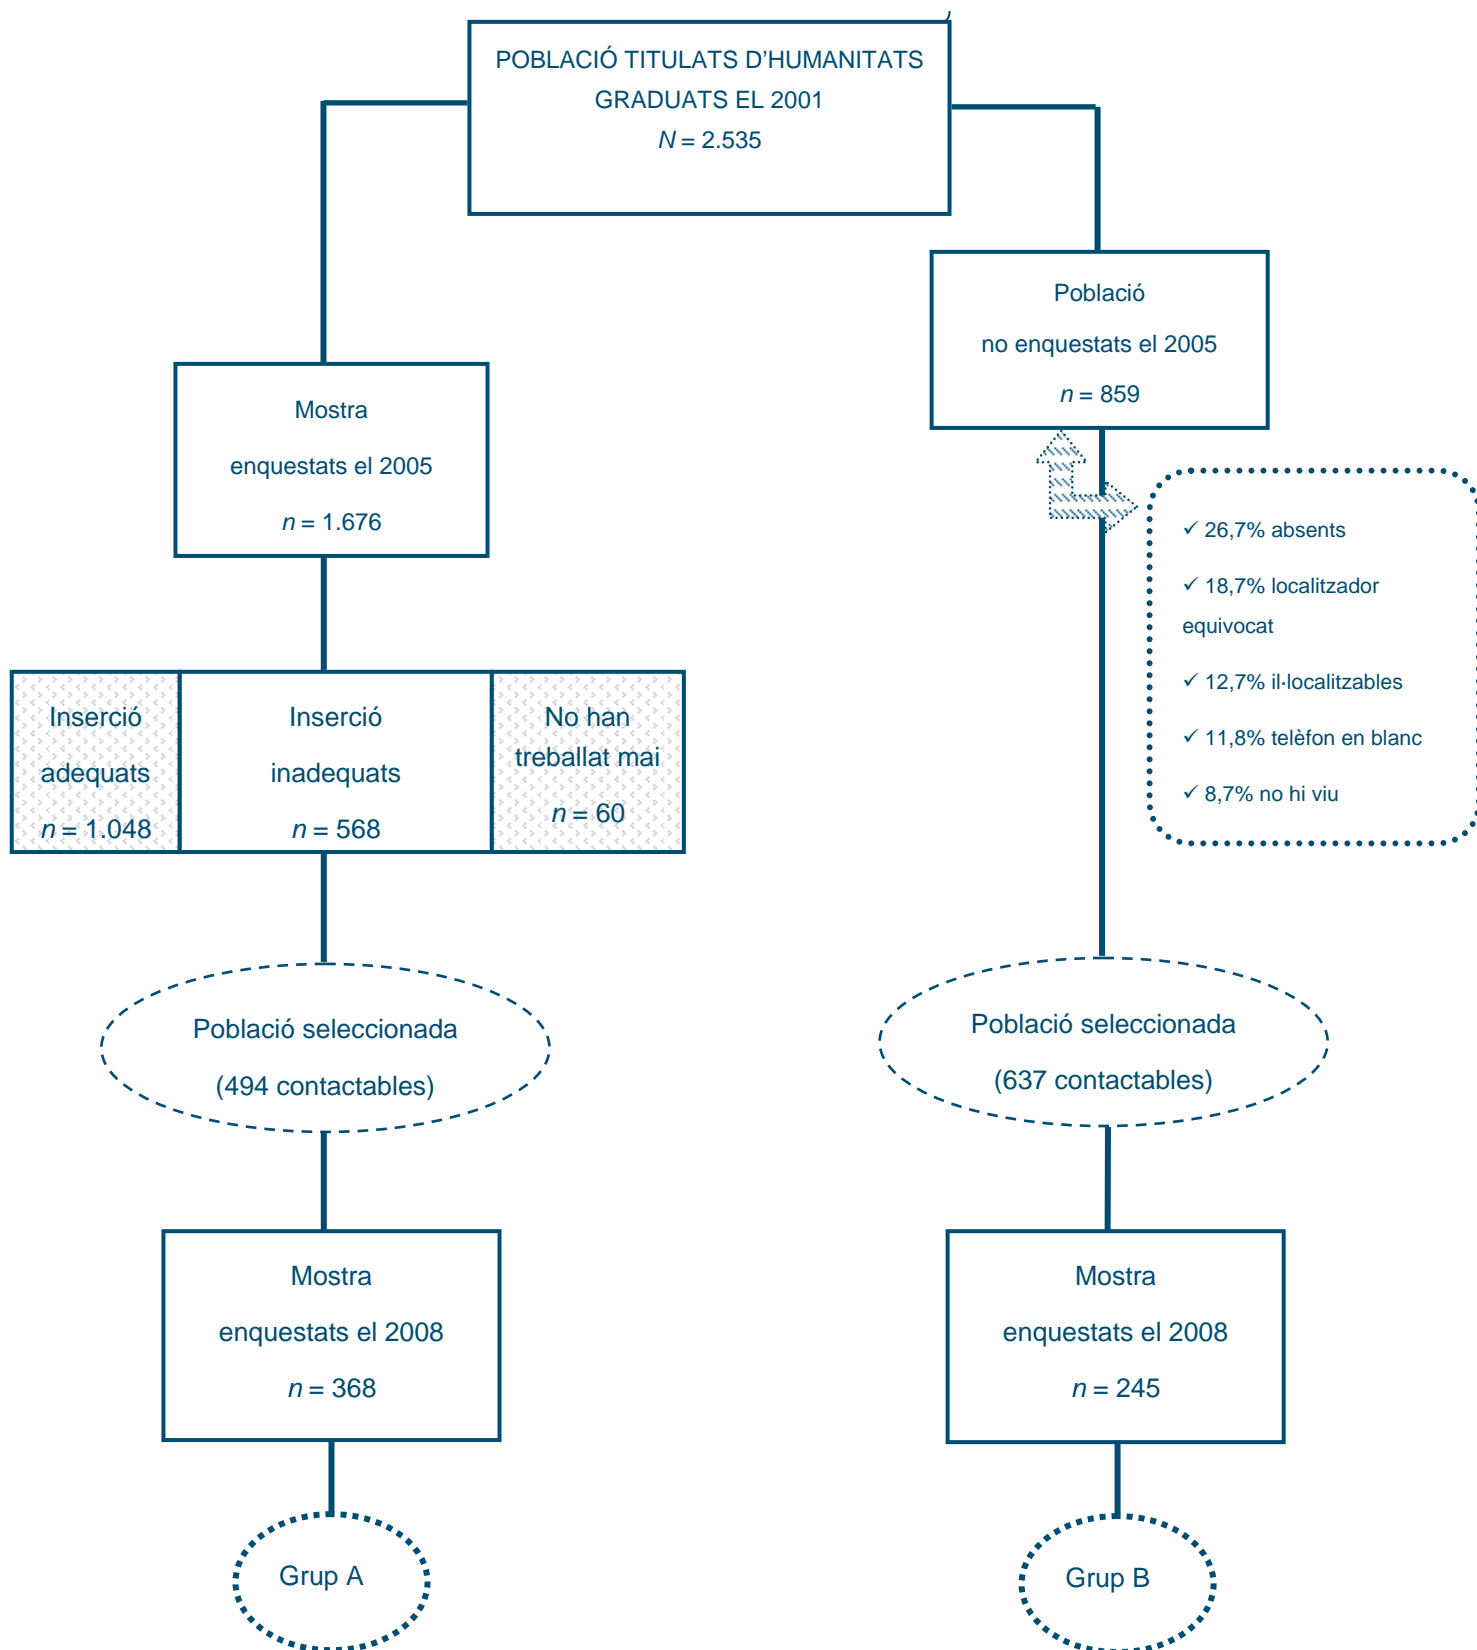 POBLACIÓ TITULATS D'HUMANITATS
GRADUATS EL 2001
N = 2.535
Població
no enquestats el 2005
n = 859
Mostra
enquestats el 2005
n = 1.676
✓ 26,7% absents
✓ 18,7% localitzador
equivocat
✓ 12,7% il·localitzables
✓ 11,8% telèfon en blanc
✓ 8,7% no hi viu
Inserció
adequats
n = 1.048
Inserció
inadequats
n = 568
No han
treballat mai
n = 60
Població seleccionada
(494 contactables)
Població seleccionada
(637 contactables)
Mostra
enquestats el 2008
n = 368
Mostra
enquestats el 2008
n = 245
Grup A
Grup B